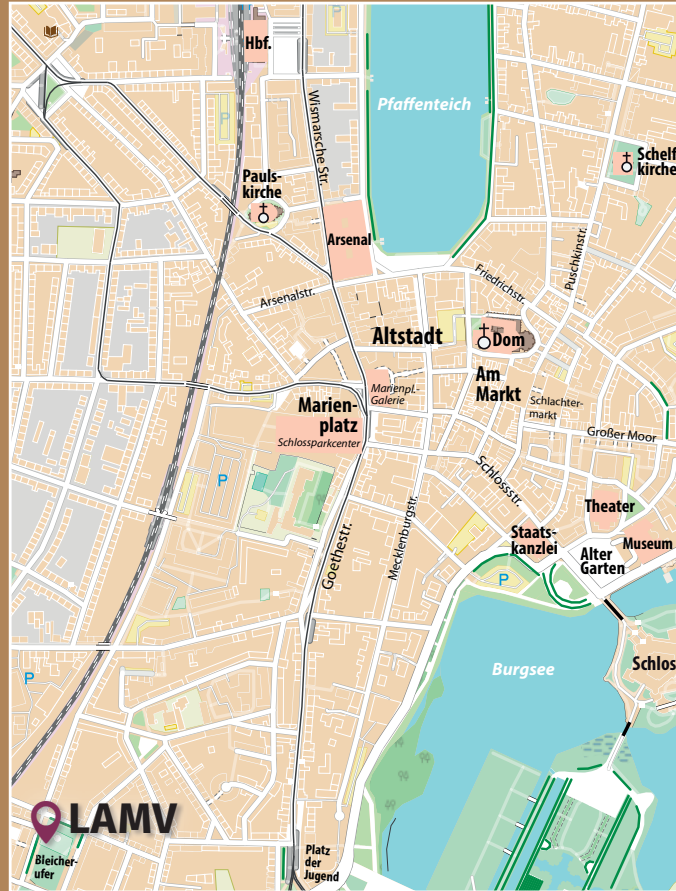 Hbf.
Wismarsche Str.
Pfaffenteich
P
Schelf
kirche
Pauls-
kirche
Arsenal
Puschkinstr.
Friedrichstr.
Arsenalstr.
Altstadt
Dom
Am
Markt
Marienpl.-
Galerie
Marien-
platz
Schlossparkcenter
Schlachter-
markt
Großer Moor
P
Schlossstr.
Mecklenburgstr.
Goethestr.
Theater
Staats-
kanzlei
Museum
Alter
Garten
P
Burgsee
Schlos
P
LAMV
Bleicher-
ufer
Platz
der
Jugend